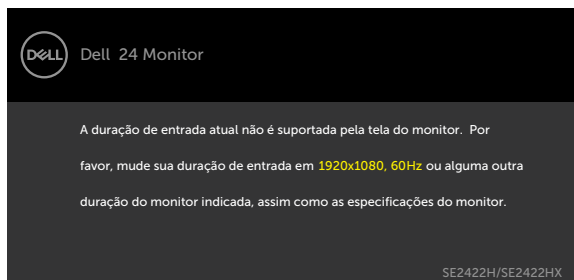 DELL
Dell 24 Monitor
A duração de entrada atual não é suportada pela tela do monitor. Por
favor, mude sua duração de entrada em 1920x1080, 60Hz ou alguma outra
duração do monitor indicada, assim como as especificações do monitor.
SE2422H/SE2422HX